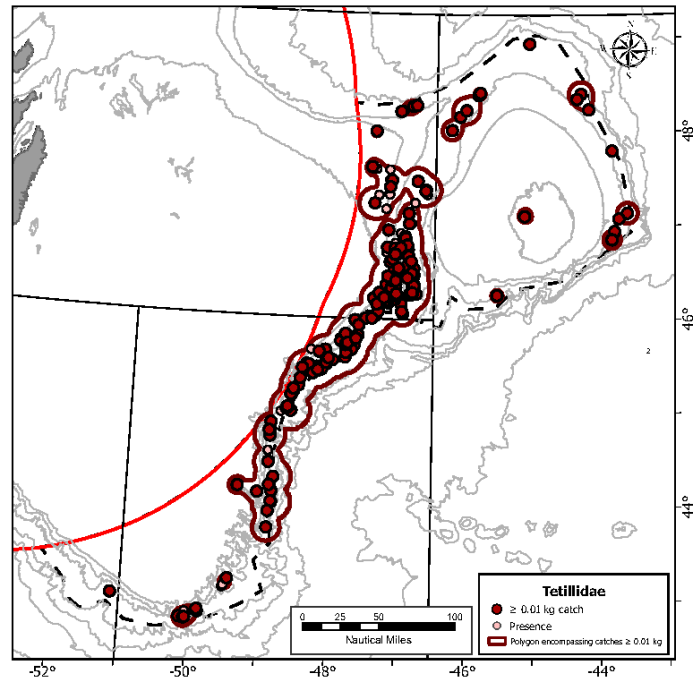 N
E
48°
46°
2
44°
Tetillidae
≥ 0.01 kg catch
Presence
Polygon encompassing catches ≥ 0.01 kg
0 25 50 100
Nautical Miles
-52 -50 -48 -46 -44